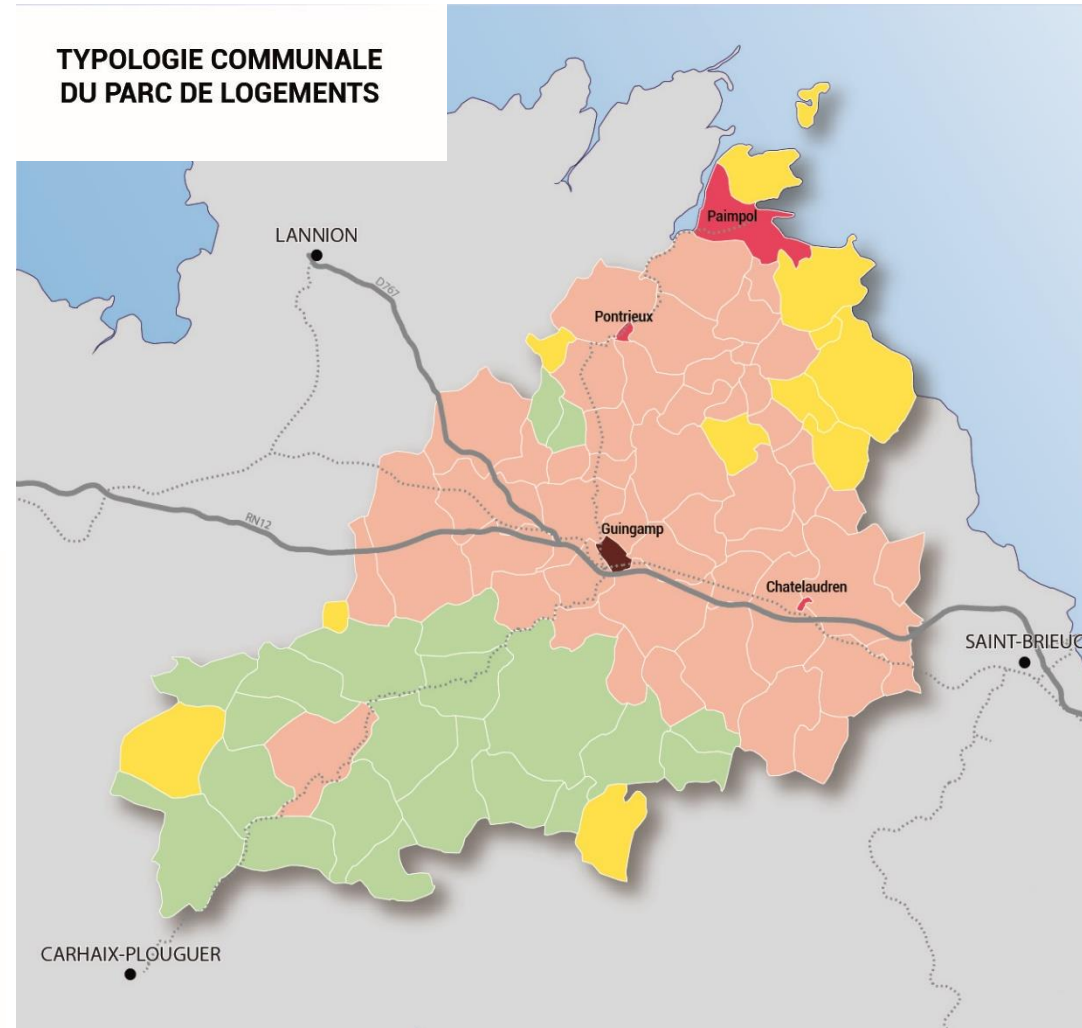 TYPOLOGIE COMMUNALE
DU PARC DE LOGEMENTS
Paimpol
LANNION
D767
Pontrieux
RN12
Guingamp
Chatelaudren
SAINT-BRIEUC
CARHAIX-PLOUGUER